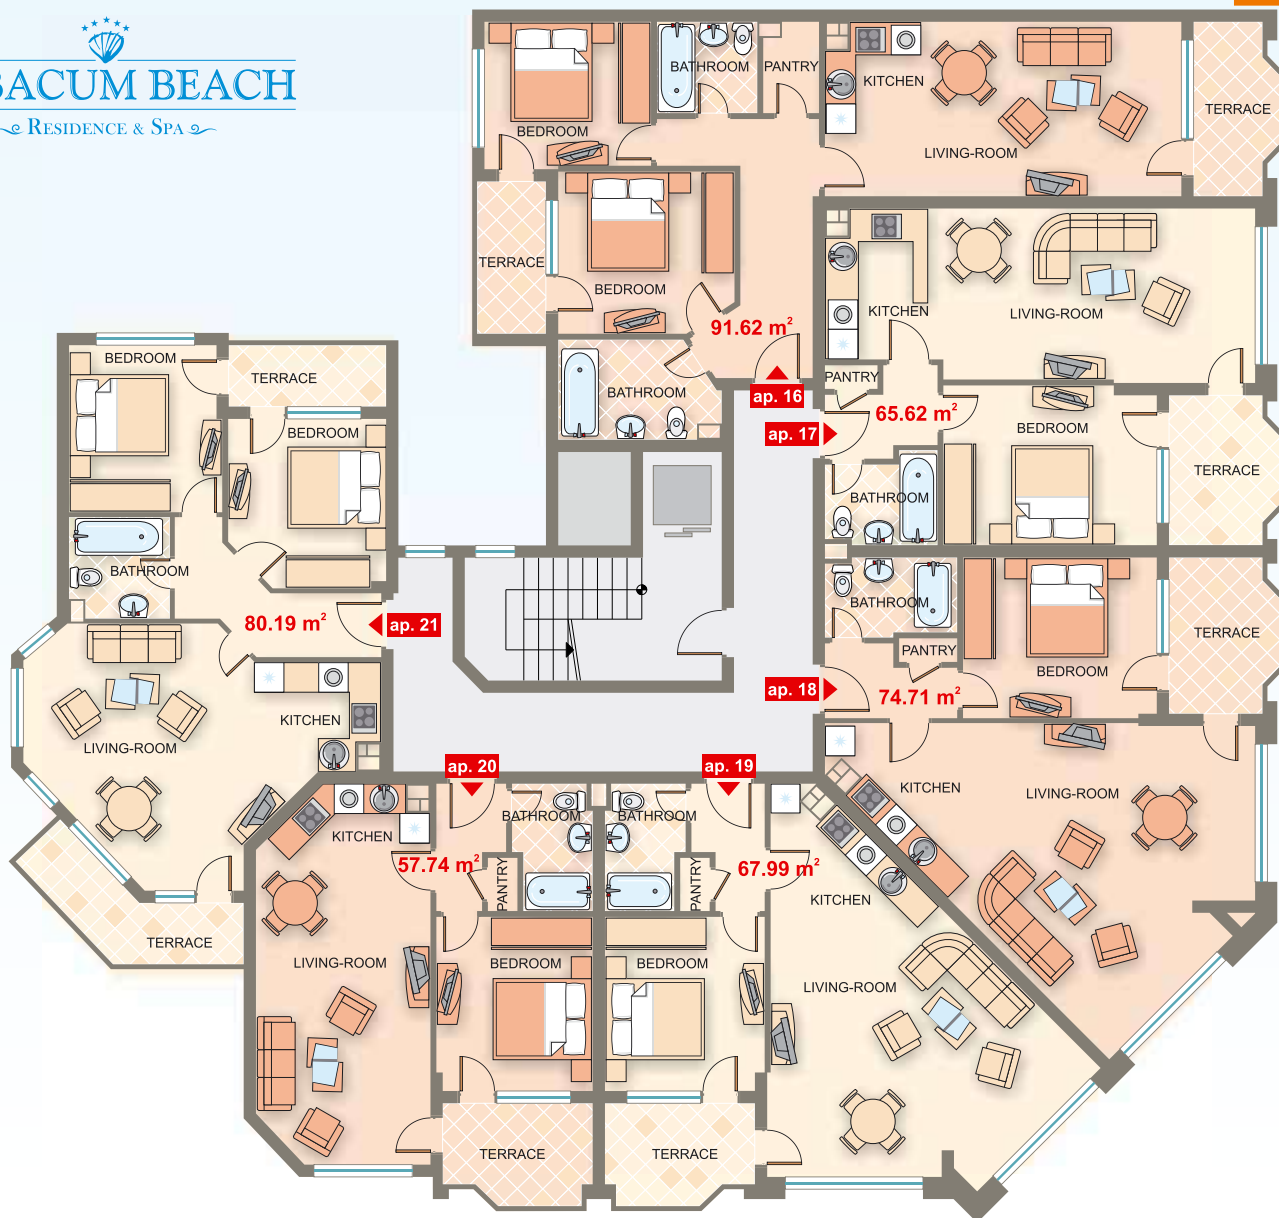 BACUM BEACH
RESIDENCE & SPA
BEDROOM
BATHROOM
PANTRY
KITCHEN
LIVING-ROOM
TERRACE
TERRACE
BEDROOM
BATHROOM
91.62 m²
ap. 16
KITCHEN
LIVING-ROOM
PANTRY
ap. 17
65.62 m²
BEDROOM
TERRACE
BATHROOM
BEDROOM
TERRACE
BEDROOM
BATHROOM
80.19 m²
ap. 21
KITCHEN
LIVING-ROOM
TERRACE
BATHROOM
PANTRY
BEDROOM
TERRACE
ap. 18
74.71 m²
KITCHEN
LIVING-ROOM
ap. 20
KITCHEN
57.74 m²
BATHROOM
PANTRY
LIVING-ROOM
BEDROOM
TERRACE
ap. 19
BATHROOM
PANTRY
67.99 m²
KITCHEN
BEDROOM
LIVING-ROOM
TERRACE